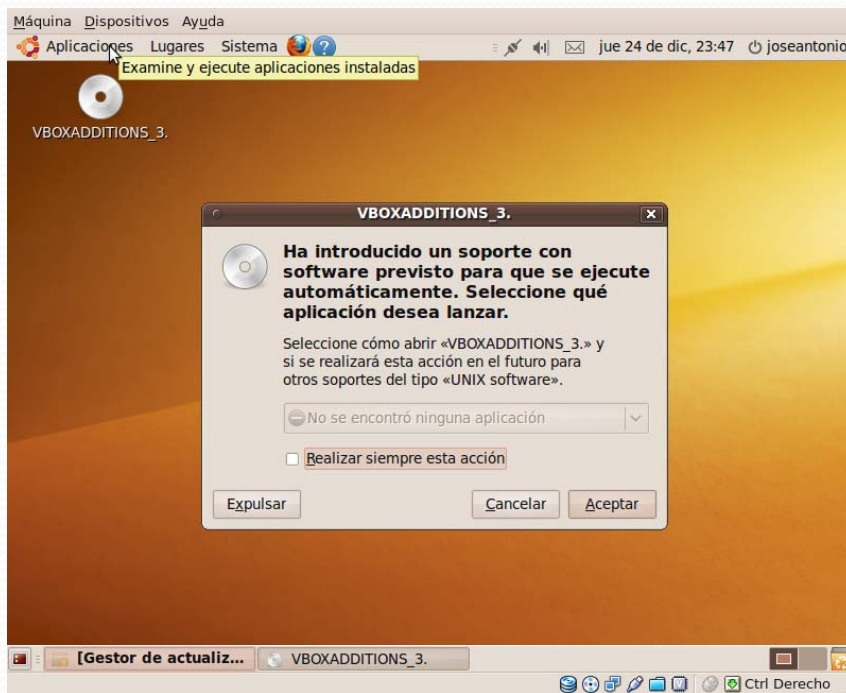 Máquina Dispositivos Ayuda
Aplicaciones Lugares Sistema jue 24 de dic, 23:47 joseantonio
Examine y ejecute aplicaciones instaladas
VBOXADDITIONS_3.
VBOXADDITIONS_3.
Ha introducido un soporte con
software previsto para que se ejecute
automáticamente. Seleccione qué
aplicación desea lanzar.
Seleccione cómo abrir «VBOXADDITIONS_3.» y
si se realizará esta acción en el futuro para
otros soportes del tipo «UNIX software».
No se encontró ninguna aplicación
Realizar siempre esta acción
Expulsar Cancelar Aceptar
[Gestor de actualiz... VBOXADDITIONS_3.
Ctrl Derecho